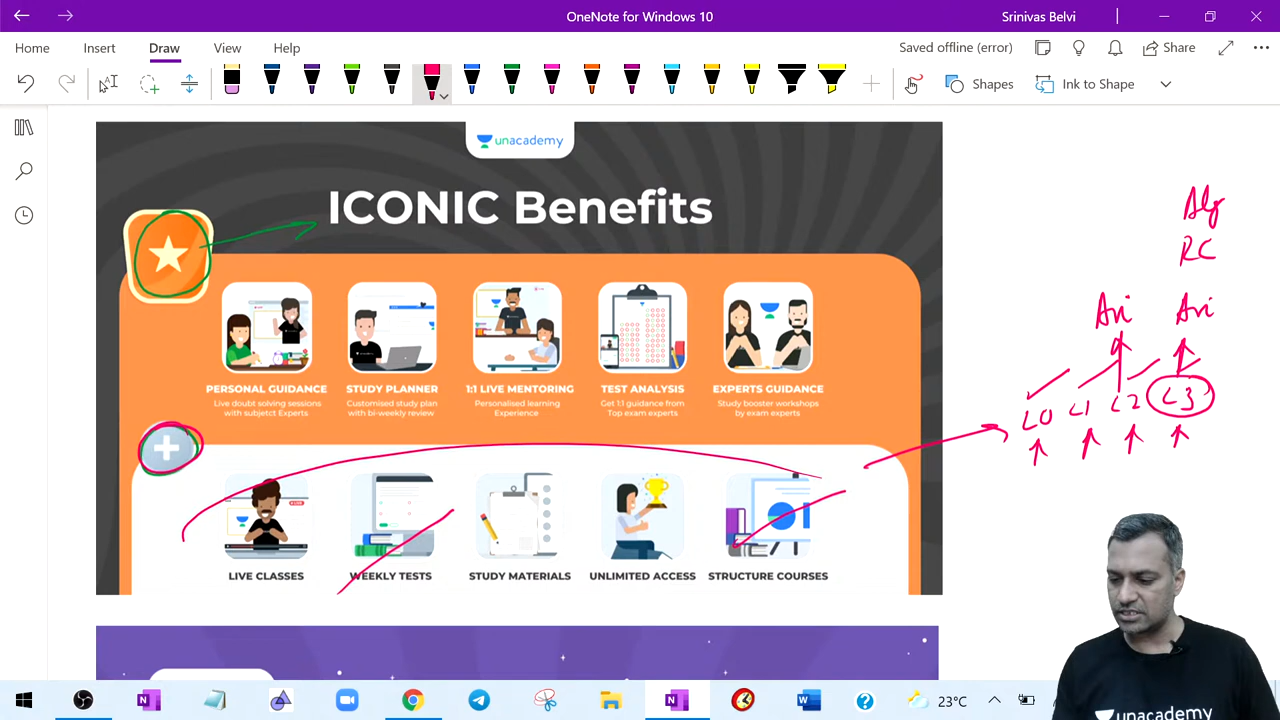 OneNote for Windows 10
Srinivas Belvi
Home Insert Draw View Help
Saved offline (error)
Share
Shapes
Ink to Shape
unacademy
ICONIC Benefits
PERSONAL GUIDANCE
Live doubt solving sessions
with subjetct Experts
STUDY PLANNER
Customised study plan
with bi-weekly review
1:1 LIVE MENTORING
Personalised learning
Experience
TEST ANALYSIS
Get 1:1 guidance from
Top exam experts
EXPERTS GUIDANCE
Study booster workshops
by exam experts
LIVE CLASSES
WEEKLY TESTS
STUDY MATERIALS
UNLIMITED ACCESS
STRUCTURE COURSES
Alg
RC
Ari Ari
L0 L1 L2 L3
23°C
unacademy